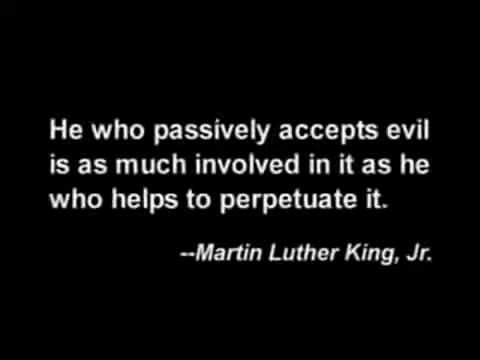 He who passively accepts evil
is as much involved in it as he
who helps to perpetuate it.
--Martin Luther King, Jr.